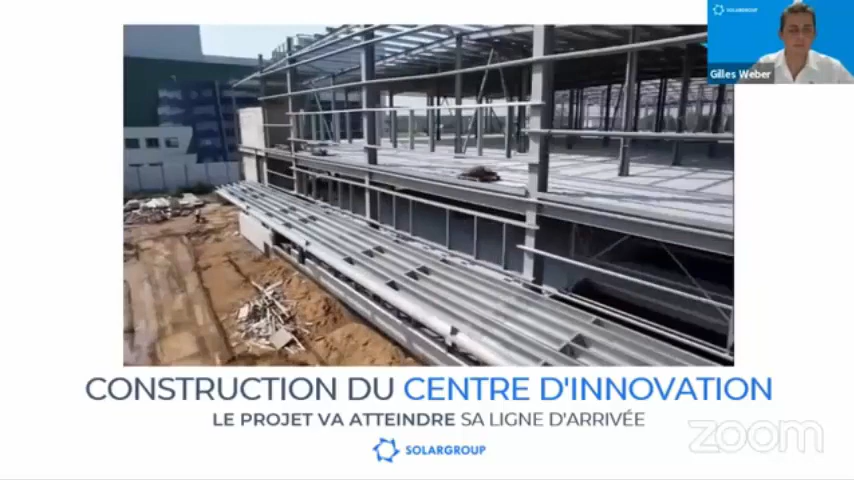 SOLARGROUP
Gilles Weber
CONSTRUCTION DU CENTRE D'INNOVATION
LE PROJET VA ATTEINDRE SA LIGNE D'ARRIVÉE
SOLARGROUP
zoom